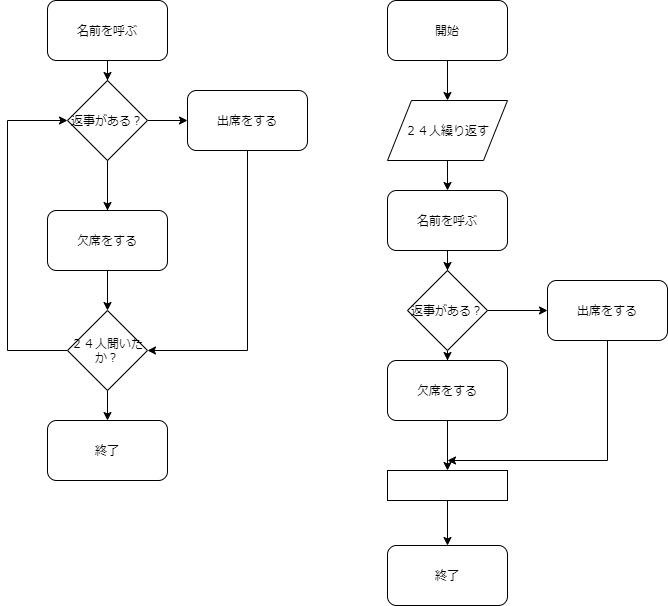 名前を呼ぶ
返事がある？
出席をする
欠席をする
２４人聞いた
か？
終了
開始
２４人繰り返す
名前を呼ぶ
返事がある？
出席をする
欠席をする
終了